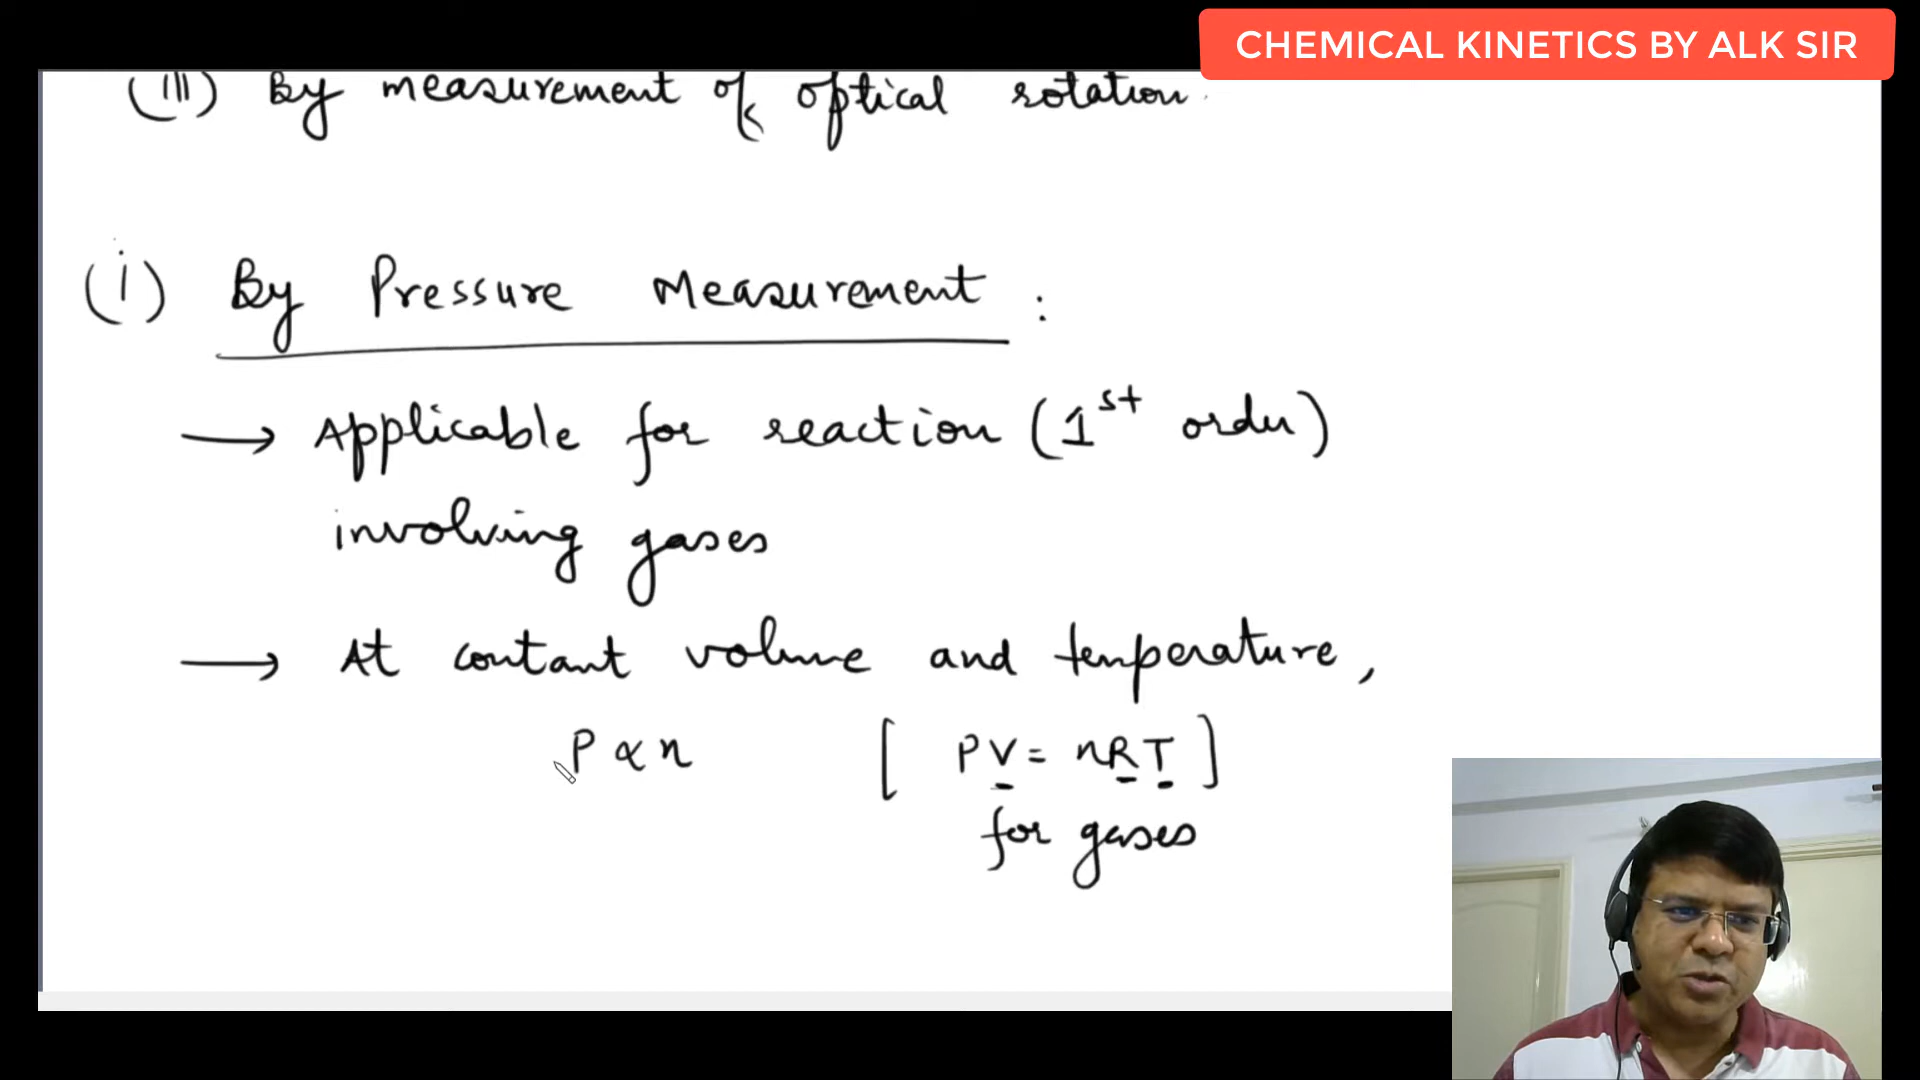 CHEMICAL KINETICS BY ALK SIR
(III) By measurement of optical rotation.
(i) By Pressure Measurement :
→ Applicable for reaction (1st order)
involving gases
→ At contant volume and temperature,
P ∝ n [ PV = nRT ]
for gases